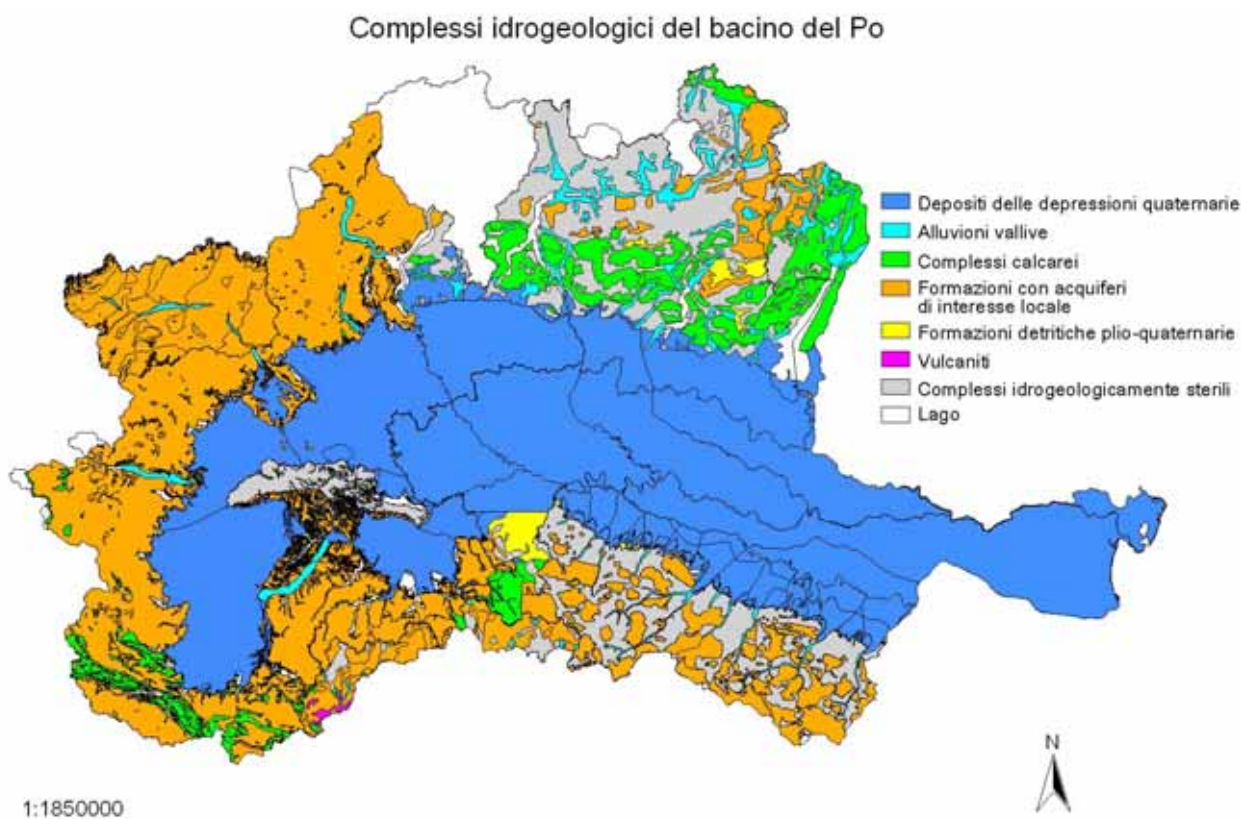 Complessi idrogeologici del bacino del Po
Depositi delle depressioni quaternarie
Alluvioni vallive
Complessi calcarei
Formazioni con acquiferi
di interesse locale
Formazioni detritiche plio-quaternarie
Vulcaniti
Complessi idrogeologicamente sterili
Lago
N
1:1850000